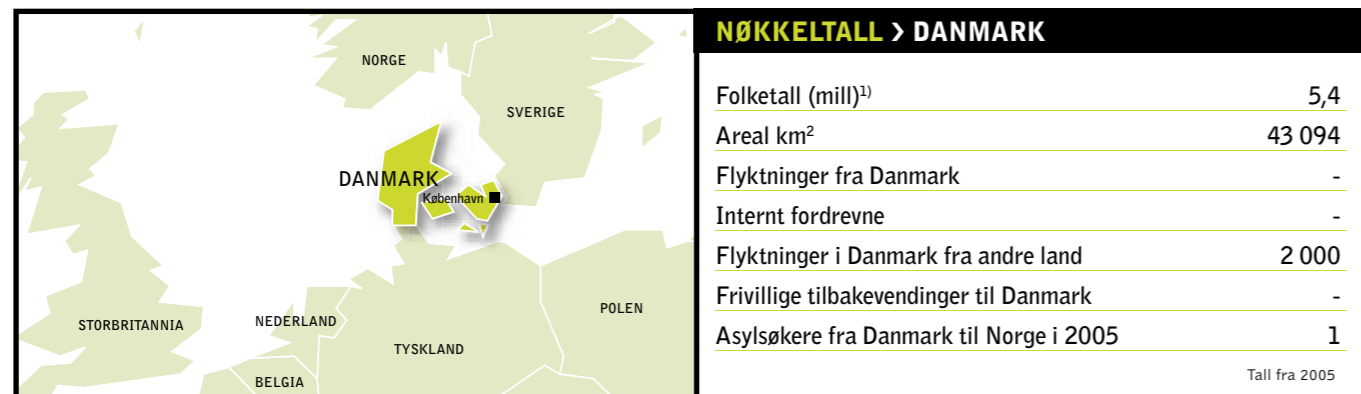 NORGE
SVERIGE
DANMARK
København
STORBRITANNIA
NEDERLAND
POLEN
TYSKLAND
BELGIA
NØKKELTALL › DANMARK
Folketall (mill)¹⁾ 5,4
Areal km² 43 094
Flyktninger fra Danmark -
Internt fordrevne -
Flyktninger i Danmark fra andre land 2 000
Frivillige tilbakevendinger til Danmark -
Asylsøkere fra Danmark til Norge i 2005 1
Tall fra 2005